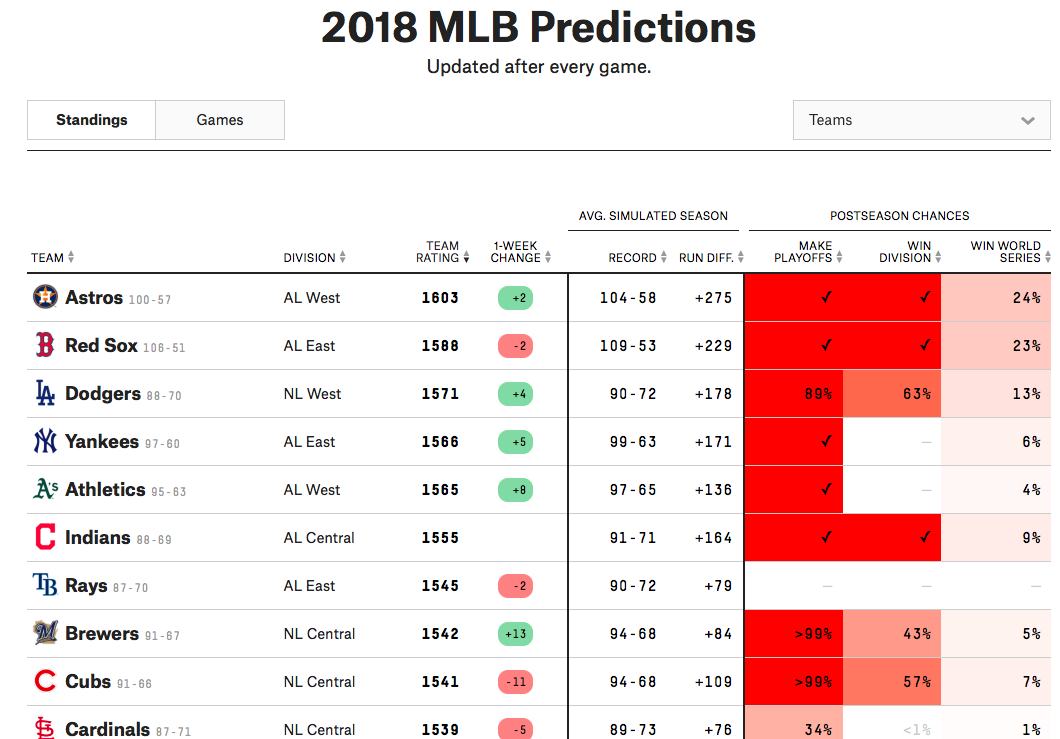 2018 MLB Predictions
Updated after every game.
Standings Games Teams
AVG. SIMULATED SEASON POSTSEASON CHANCES
TEAM 1-WEEK MAKE WIN WIN WORLD
TEAM DIVISION RATING CHANGE RECORD RUN DIFF. PLAYOFFS DIVISION SERIES
Astros 100-57 AL West 1603 +2 104-58 +275 ✓ ✓ 24%
B Red Sox 106-51 AL East 1588 -2 109-53 +229 ✓ ✓ 23%
LA Dodgers 88-70 NL West 1571 +4 90-72 +178 89% 63% 13%
NY Yankees 97-60 AL East 1566 +5 99-63 +171 ✓ — 6%
A's Athletics 95-63 AL West 1565 +8 97-65 +136 ✓ — 4%
C Indians 88-69 AL Central 1555 91-71 +164 ✓ ✓ 9%
TB Rays 87-70 AL East 1545 -2 90-72 +79 — — —
M Brewers 91-67 NL Central 1542 +13 94-68 +84 >99% 43% 5%
C Cubs 91-66 NL Central 1541 -11 94-68 +109 >99% 57% 7%
STL Cardinals 87-71 NL Central 1539 -5 89-73 +76 34% <1% 1%